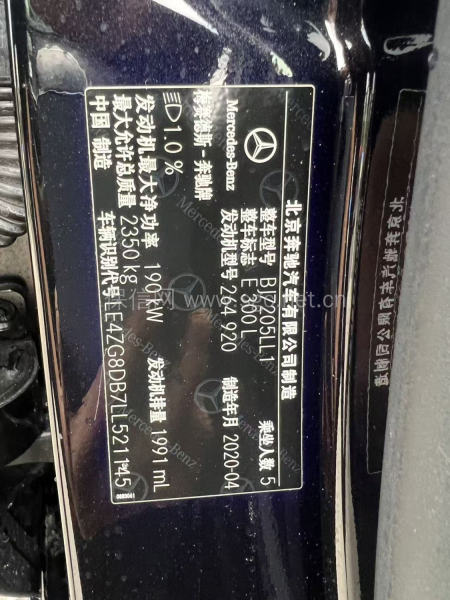 北京奔驰汽车有限公司制造
整车型号 BJ7205LL1 乘坐人数 5
整车标志 E 300 L
发动机型号 264 920 制造年月 2020-04
Mercedes-Benz
梅赛德斯-奔驰牌
1.0 %
发动机最大净功率 190 kW 发动机排量 1991 mL
最大允许总质量 2350 kg
车辆识别代号 LE4ZG8DB7LL521145
中国 制造